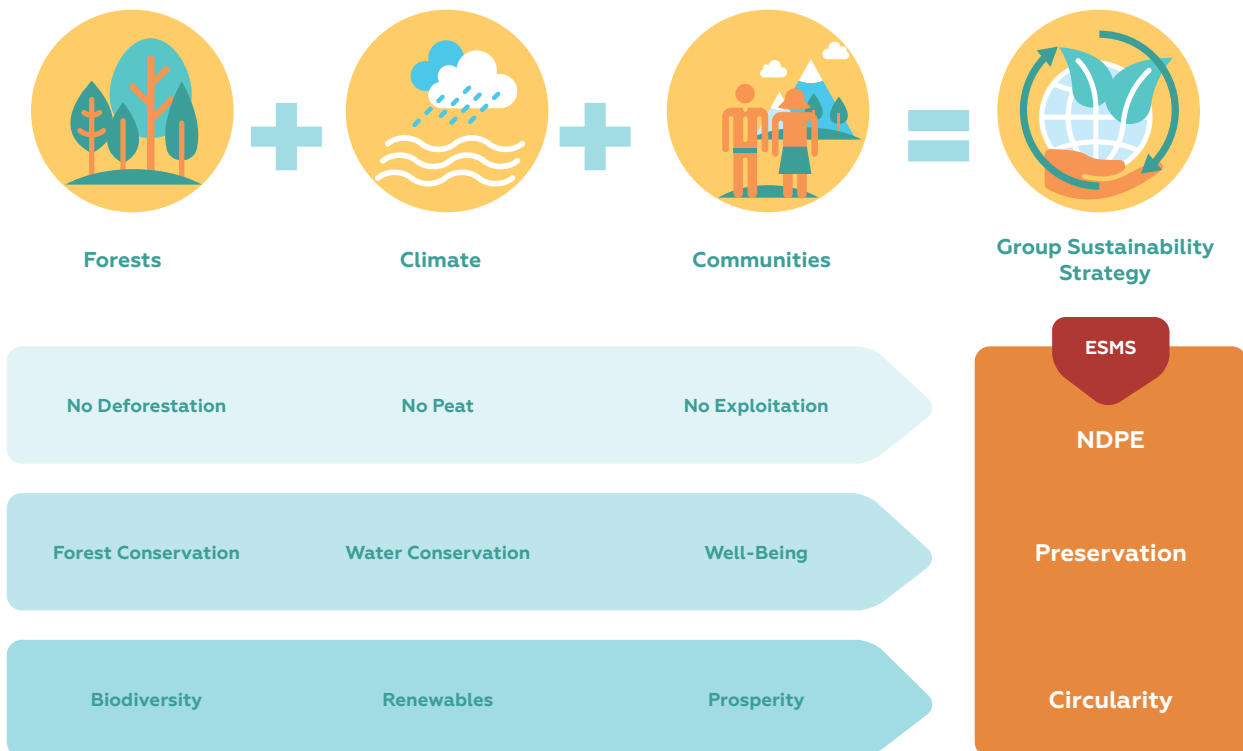 Forests
Climate
Communities
Group Sustainability
Strategy
ESMS
No Deforestation
No Peat
No Exploitation
NDPE
Forest Conservation
Water Conservation
Well-Being
Preservation
Biodiversity
Renewables
Prosperity
Circularity